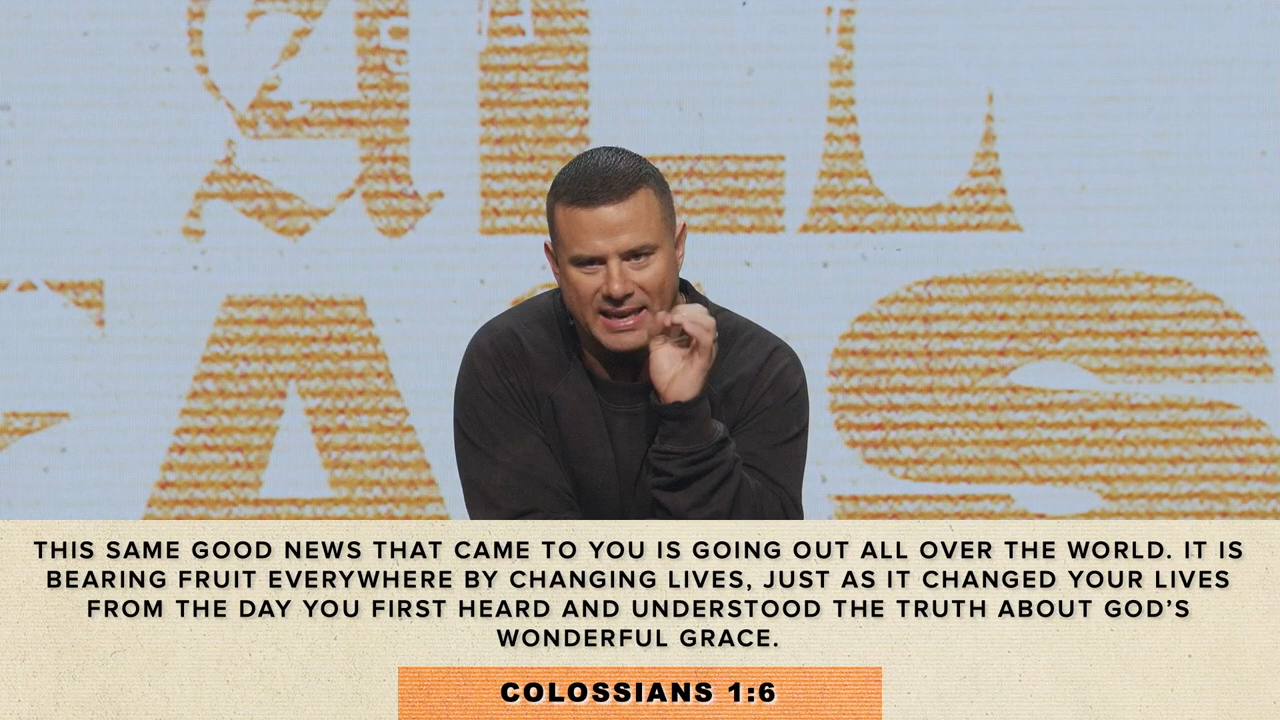 ALL
THIS SAME GOOD NEWS THAT CAME TO YOU IS GOING OUT ALL OVER THE WORLD. IT IS
BEARING FRUIT EVERYWHERE BY CHANGING LIVES, JUST AS IT CHANGED YOUR LIVES
FROM THE DAY YOU FIRST HEARD AND UNDERSTOOD THE TRUTH ABOUT GOD'S
WONDERFUL GRACE.
COLOSSIANS 1:6